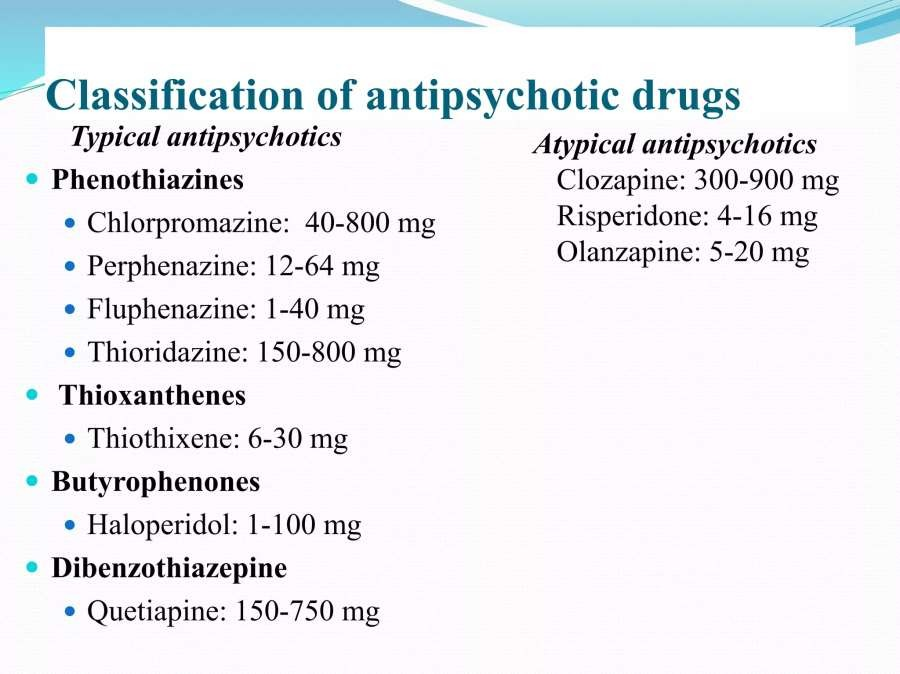 Classification of antipsychotic drugs
Typical antipsychotics
Phenothiazines
Chlorpromazine:  40-800 mg
Perphenazine: 12-64 mg
Fluphenazine: 1-40 mg
Thioridazine: 150-800 mg
Thioxanthenes
Thiothixene: 6-30 mg
Butyrophenones
Haloperidol: 1-100 mg
Dibenzothiazepine
Quetiapine: 150-750 mg
Atypical antipsychotics
Clozapine: 300-900 mg
Risperidone: 4-16 mg
Olanzapine: 5-20 mg